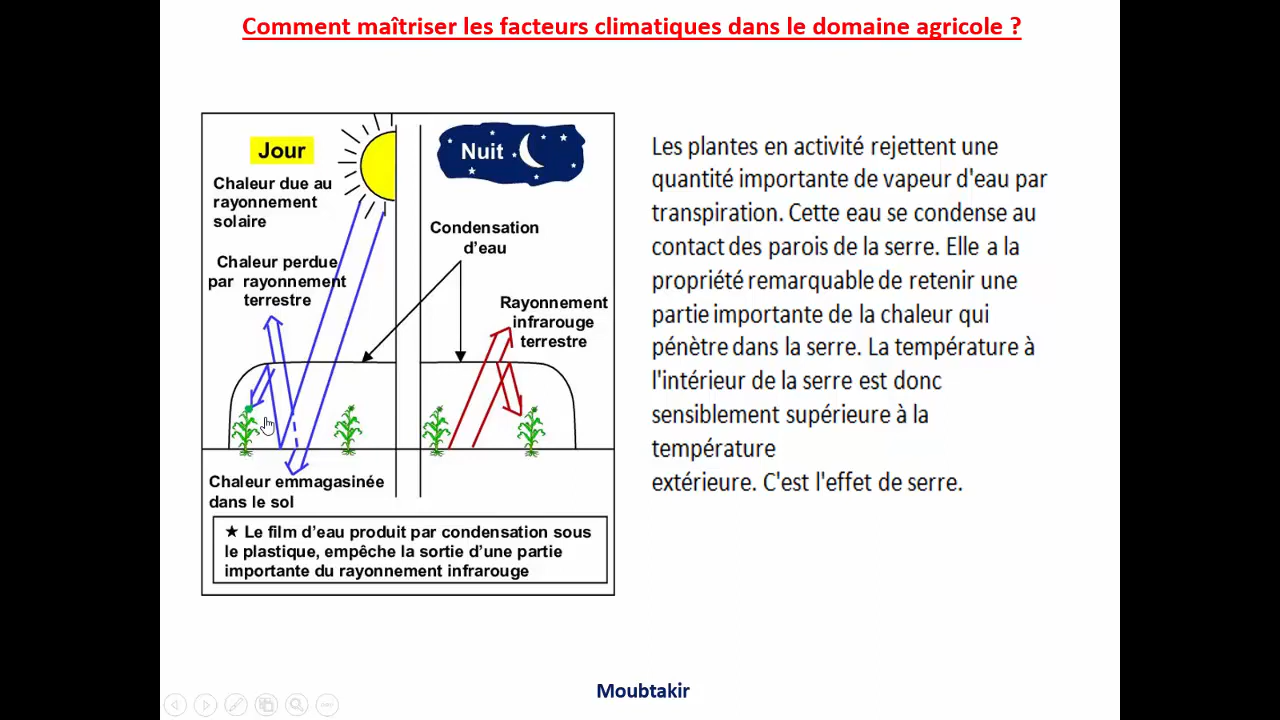 Comment maîtriser les facteurs climatiques dans le domaine agricole ?
Jour
Chaleur due au
rayonnement
solaire
Chaleur perdue
par rayonnement
terrestre
Nuit
Condensation
d'eau
Rayonnement
infrarouge
terrestre
Chaleur emmagasinée
dans le sol
★ Le film d'eau produit par condensation sous
le plastique, empêche la sortie d'une partie
importante du rayonnement infrarouge
Les plantes en activité rejettent une
quantité importante de vapeur d'eau par
transpiration. Cette eau se condense au
contact des parois de la serre. Elle a la
propriété remarquable de retenir une
partie importante de la chaleur qui
pénètre dans la serre. La température à
l'intérieur de la serre est donc
sensiblement supérieure à la
température
extérieure. C'est l'effet de serre.
Moubtakir